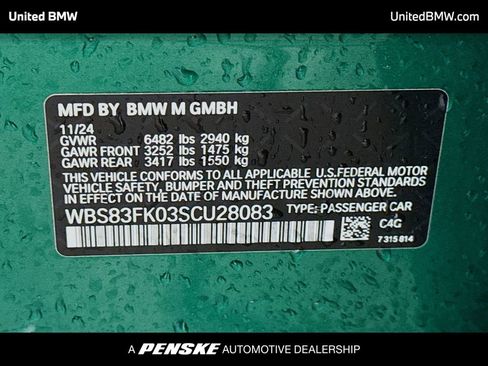 United BMW
UnitedBMW.com
MFD BY BMW M GMBH
11/24
GVWR 6482 lbs 2940 kg
GAWR FRONT 3252 lbs 1475 kg
GAWR REAR 3417 lbs 1550 kg
THIS VEHICLE CONFORMS TO ALL APPLICABLE U.S.FEDERAL MOTOR
VEHICLE SAFETY, BUMPER AND THEFT PREVENTION STANDARDS
IN EFFECT ON THE DATE OF MANUFACTURE SHOWN ABOVE.
WBS83FK03SCU28083 TYPE: PASSENGER CAR
C4G
7315814
A PENSKE AUTOMOTIVE DEALERSHIP